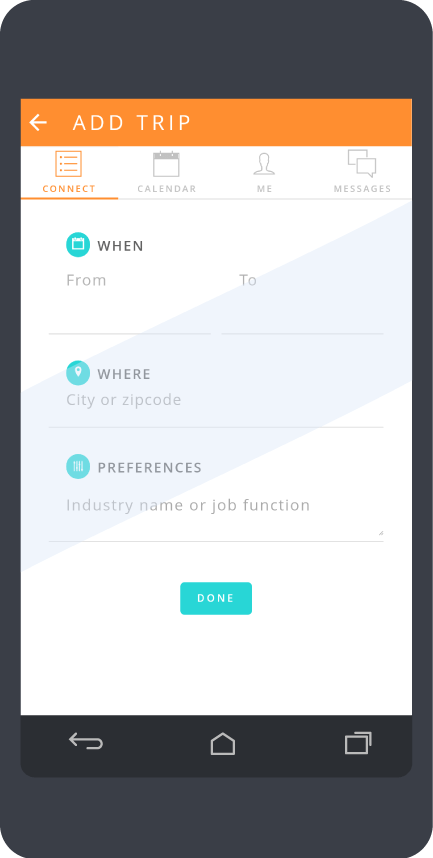 ADD TRIP
CONNECT CALENDAR ME MESSAGES
WHEN
From To
WHERE
City or zipcode
PREFERENCES
Industry name or job function
DONE